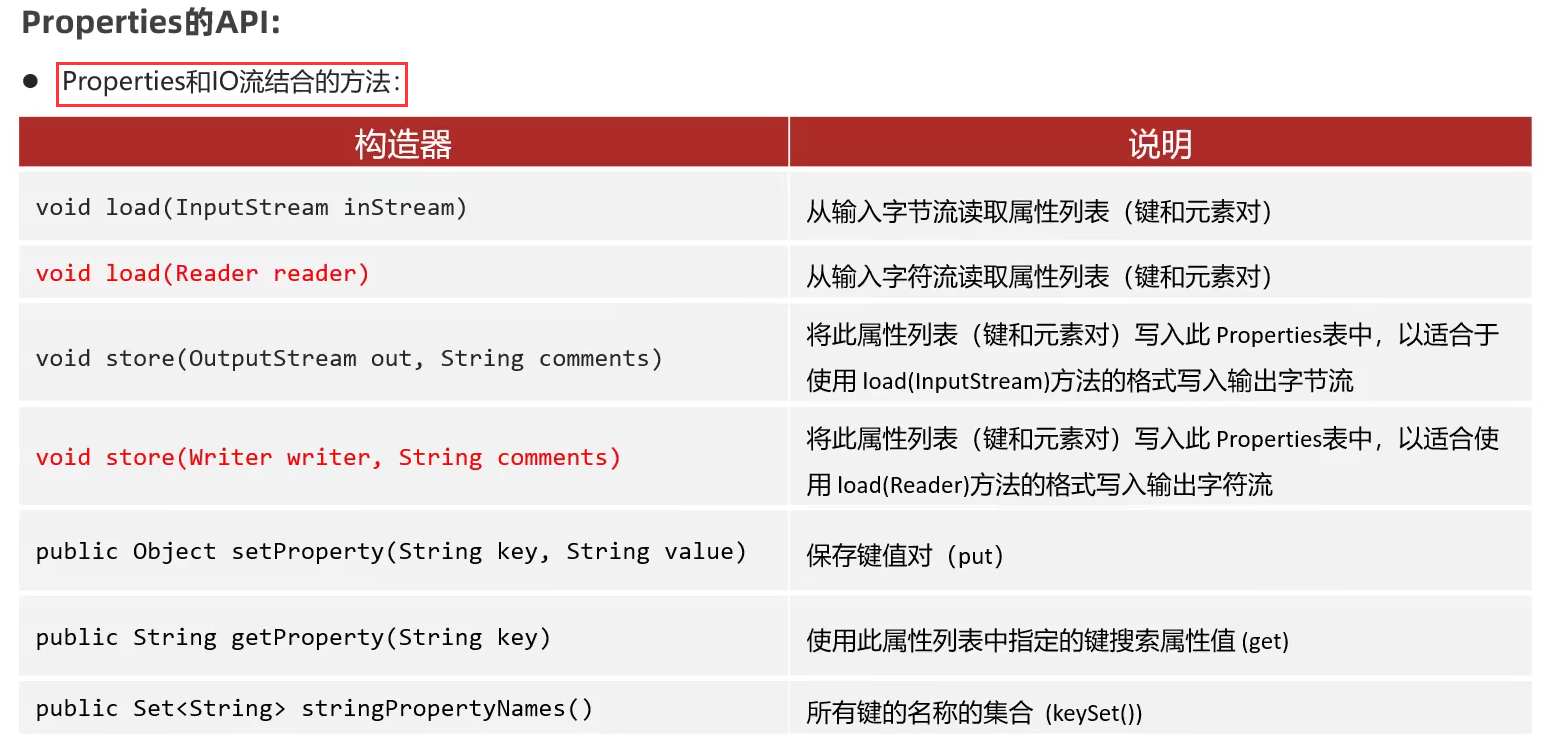 Properties的API:
● Properties和IO流结合的方法:
构造器 说明
void load(InputStream inStream) 从输入字节流读取属性列表（键和元素对）
void load(Reader reader) 从输入字符流读取属性列表（键和元素对）
void store(OutputStream out, String comments) 将此属性列表（键和元素对）写入此 Properties表中，以适合于
使用 load(InputStream)方法的格式写入输出字节流
void store(Writer writer, String comments) 将此属性列表（键和元素对）写入此 Properties表中，以适合使
用 load(Reader)方法的格式写入输出字符流
public Object setProperty(String key, String value) 保存键值对（put）
public String getProperty(String key) 使用此属性列表中指定的键搜索属性值 (get)
public Set<String> stringPropertyNames() 所有键的名称的集合 (keySet())